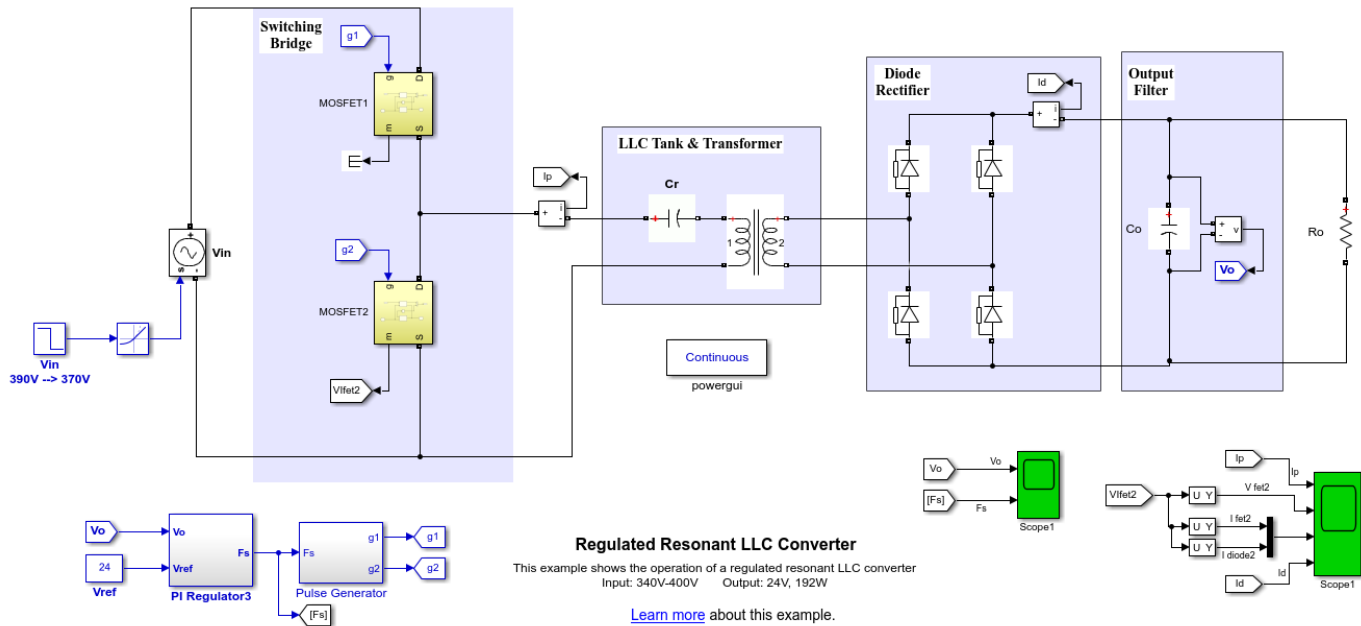 Switching
Bridge
g1
g
D
MOSFET1
m
S
g2
g
D
MOSFET2
m
S
VIfet2
+
s
-
Vin
Vin
390V --> 370V
Ip
+
i
-
LLC Tank & Transformer
Cr
+
+
+
1
2
Continuous
powergui
Diode
Rectifier
Id
+
i
-
Output
Filter
+
Co
+
-
v
Vo
+
Ro
Vo
24
Vref
Vo
Vref
Fs
PI Regulator3
Fs
g1
g2
Pulse Generator
g1
g2
[Fs]
Regulated Resonant LLC Converter
This example shows the operation of a regulated resonant LLC converter
Input: 340V-400V Output: 24V, 192W
Learn more about this example.
Vo
Vo
[Fs]
Fs
Scope1
Ip
Ip
VIfet2
U Y
V fet2
U Y
I fet2
U Y
I diode2
Id
Id
Scope1